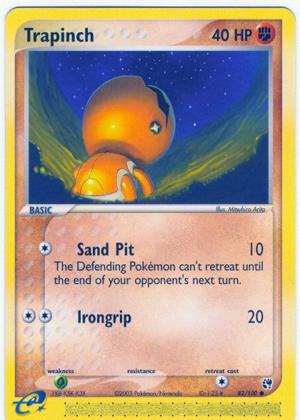 Trapinch 40 HP
BASIC
Illus. Mitsuhiro Arita
Sand Pit 10
The Defending Pokémon can't retreat until
the end of your opponent's next turn.
Irongrip 20
weakness resistance retreat cost
©2003 Pokémon/Nintendo
82/100
e